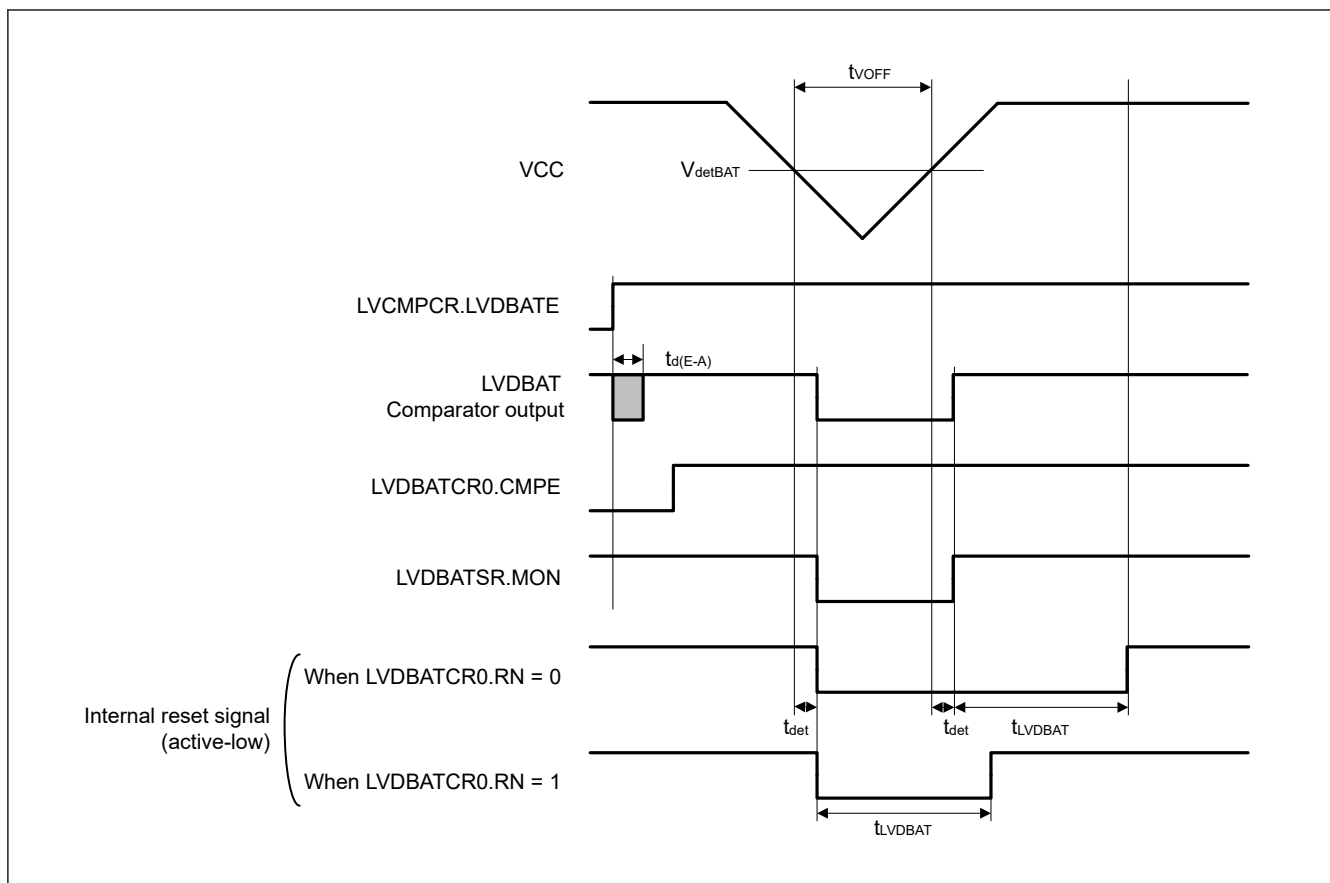 tVOFF
VCC
VdetBAT
LVCMPCR.LVDBATE
td(E-A)
LVDBAT
Comparator output
LVDBATCR0.CMPE
LVDBATSR.MON
When LVDBATCR0.RN = 0
Internal reset signal
(active-low)
tdet
tdet
tLVDBAT
When LVDBATCR0.RN = 1
tLVDBAT